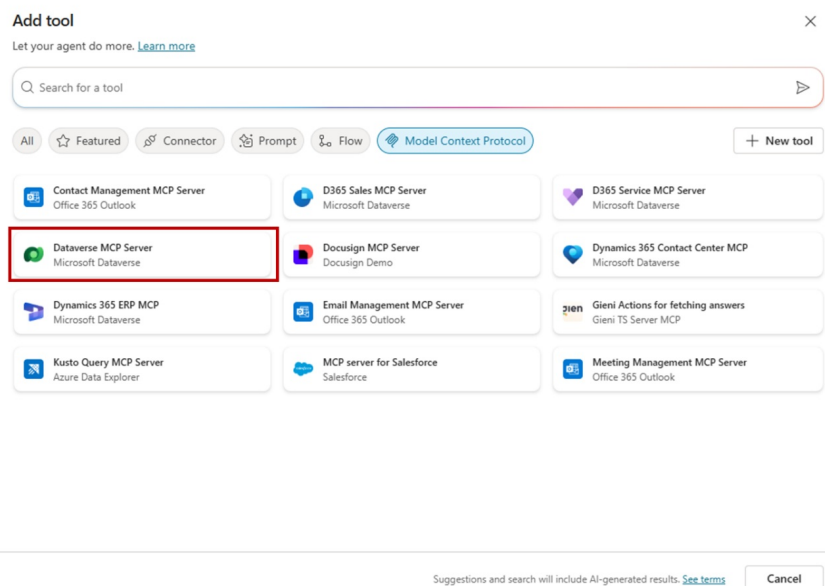 Add tool
Let your agent do more. Learn more
Search for a tool
All
Featured
Connector
Prompt
Flow
Model Context Protocol
New tool
Contact Management MCP Server
Office 365 Outlook
D365 Sales MCP Server
Microsoft Dataverse
D365 Service MCP Server
Microsoft Dataverse
Dataverse MCP Server
Microsoft Dataverse
Docusign MCP Server
Docusign Demo
Dynamics 365 Contact Center MCP
Microsoft Dataverse
Dynamics 365 ERP MCP
Microsoft Dataverse
Email Management MCP Server
Office 365 Outlook
gien
Gieni Actions for fetching answers
Gieni TS Server MCP
Kusto Query MCP Server
Azure Data Explorer
MCP server for Salesforce
Salesforce
Meeting Management MCP Server
Office 365 Outlook
Suggestions and search will include AI-generated results. See terms
Cancel